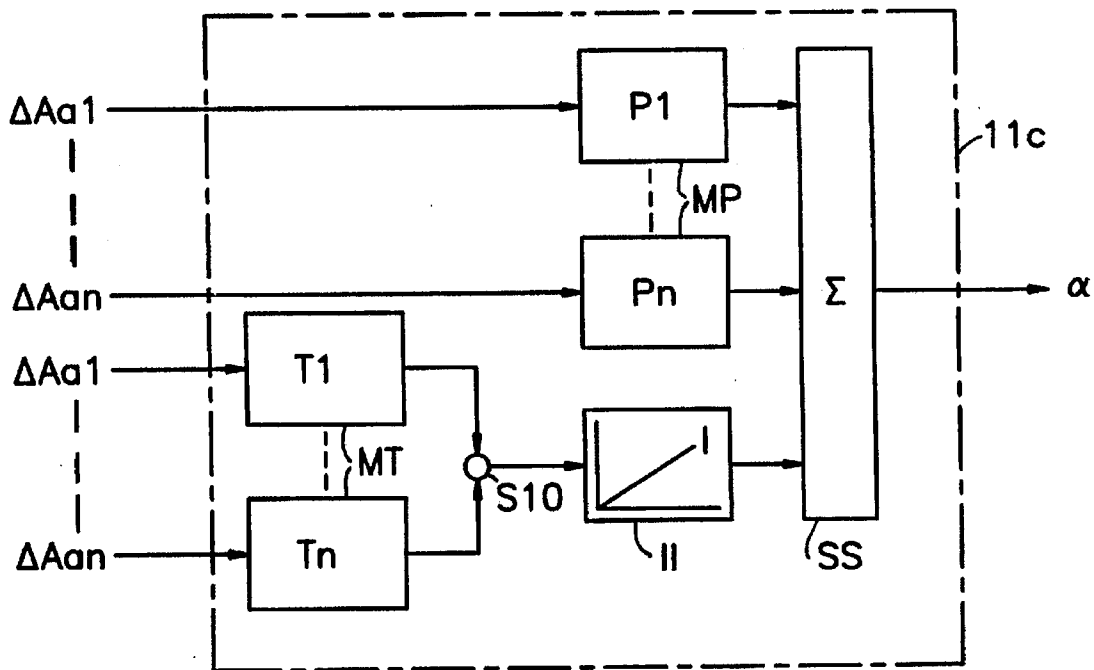 ΔAa1
P1
11c
MP
ΔAan
Pn
Σ
α
ΔAa1
T1
I
MT
S10
ΔAan
Tn
II
SS